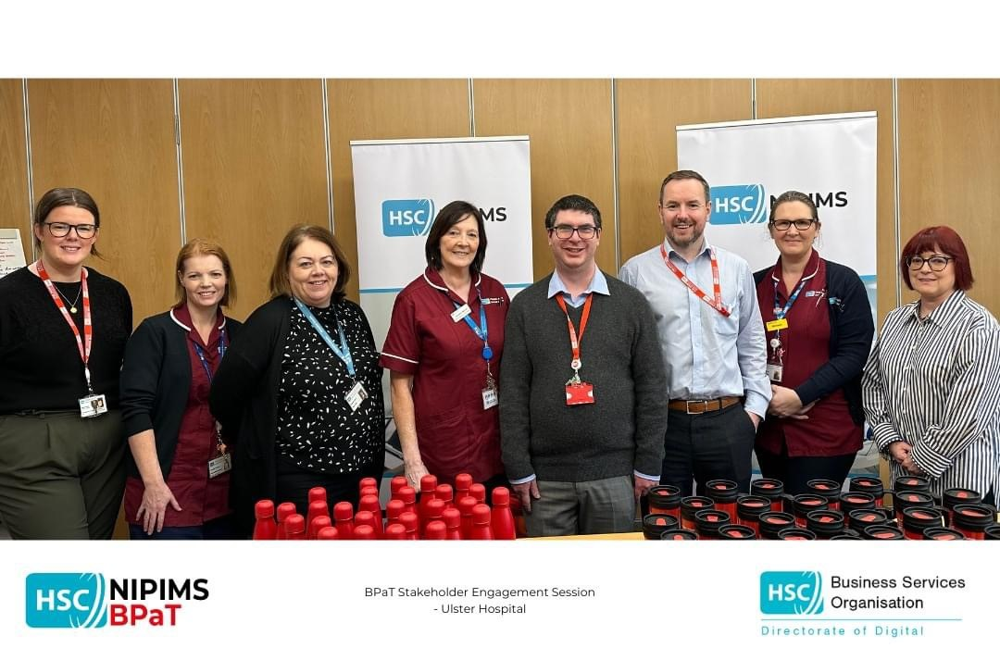 HSC NIPIMS
HSC NIPIMS
HSC NIPIMS
BPaT
BPaT Stakeholder Engagement Session
- Ulster Hospital
HSC Business Services
Organisation
Directorate of Digital